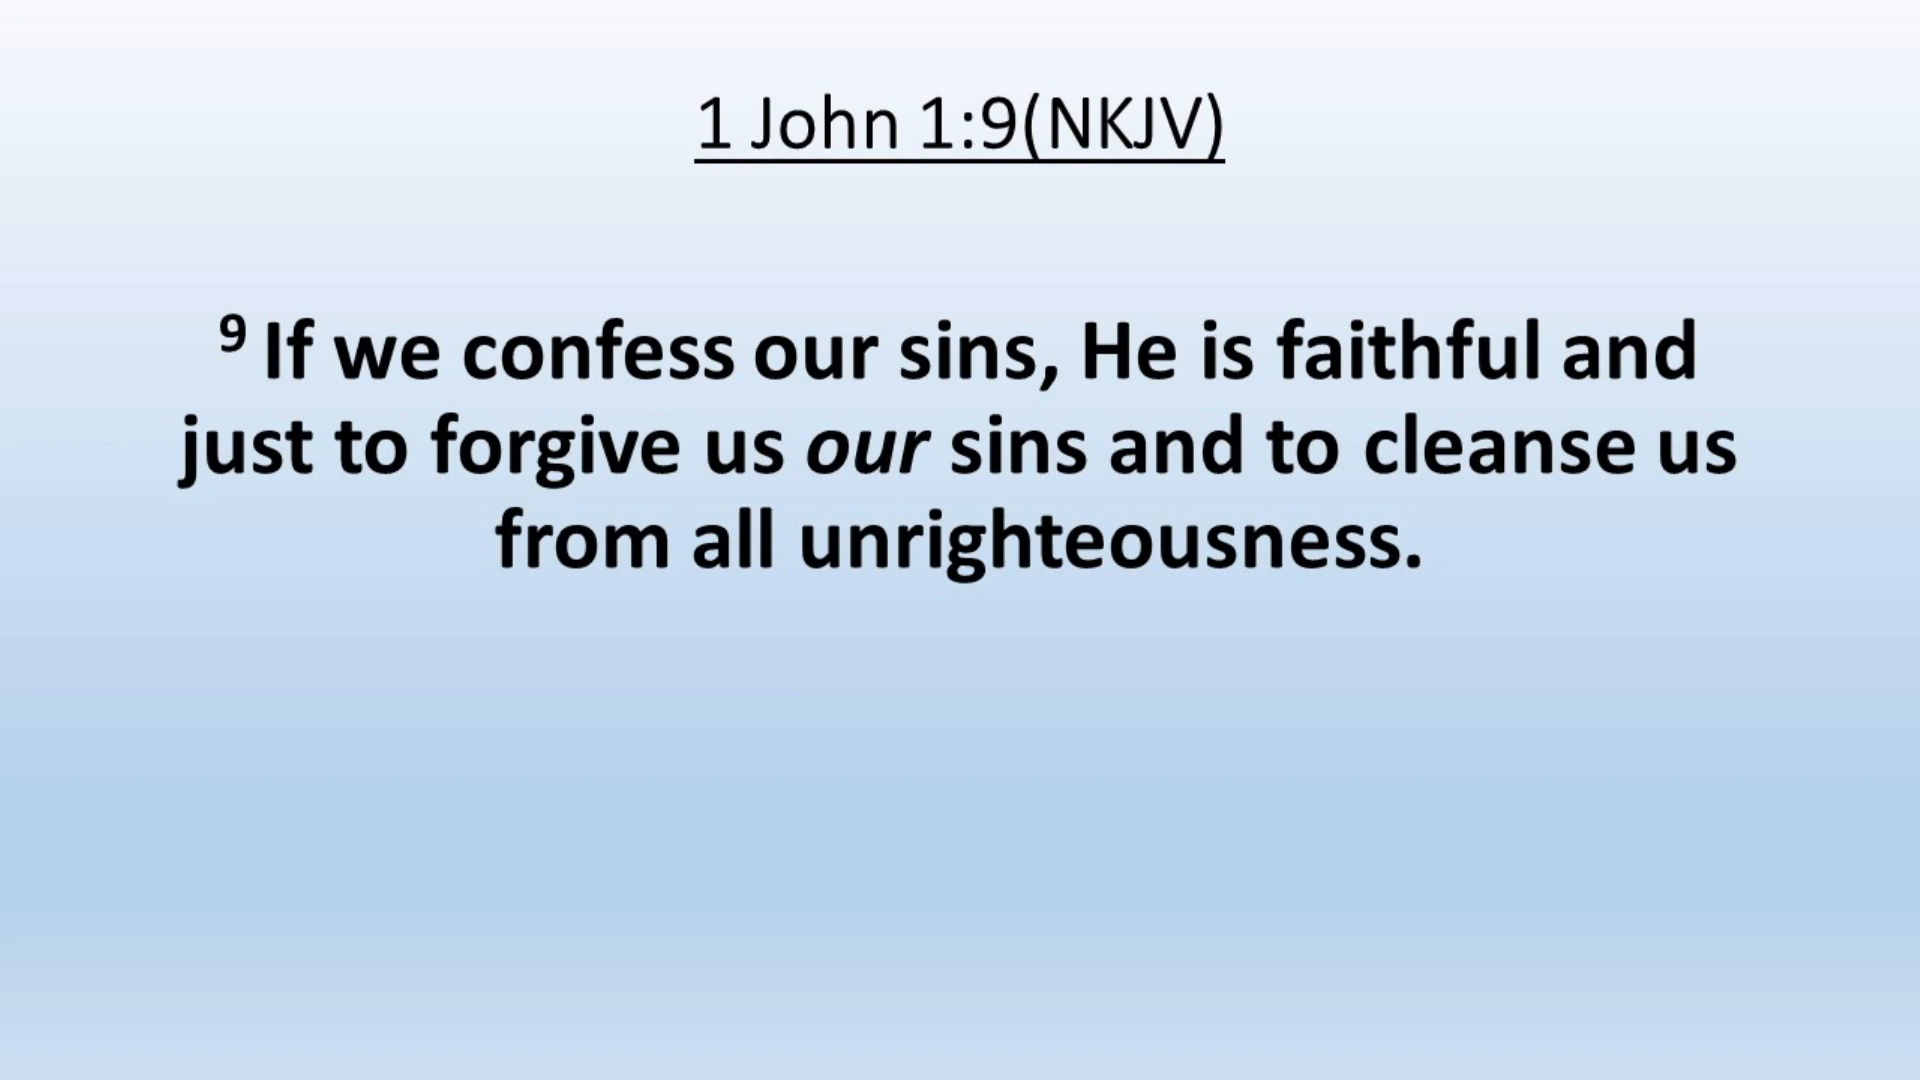 1 John 1:9(NKJV)
9 If we confess our sins, He is faithful and
just to forgive us our sins and to cleanse us
from all unrighteousness.